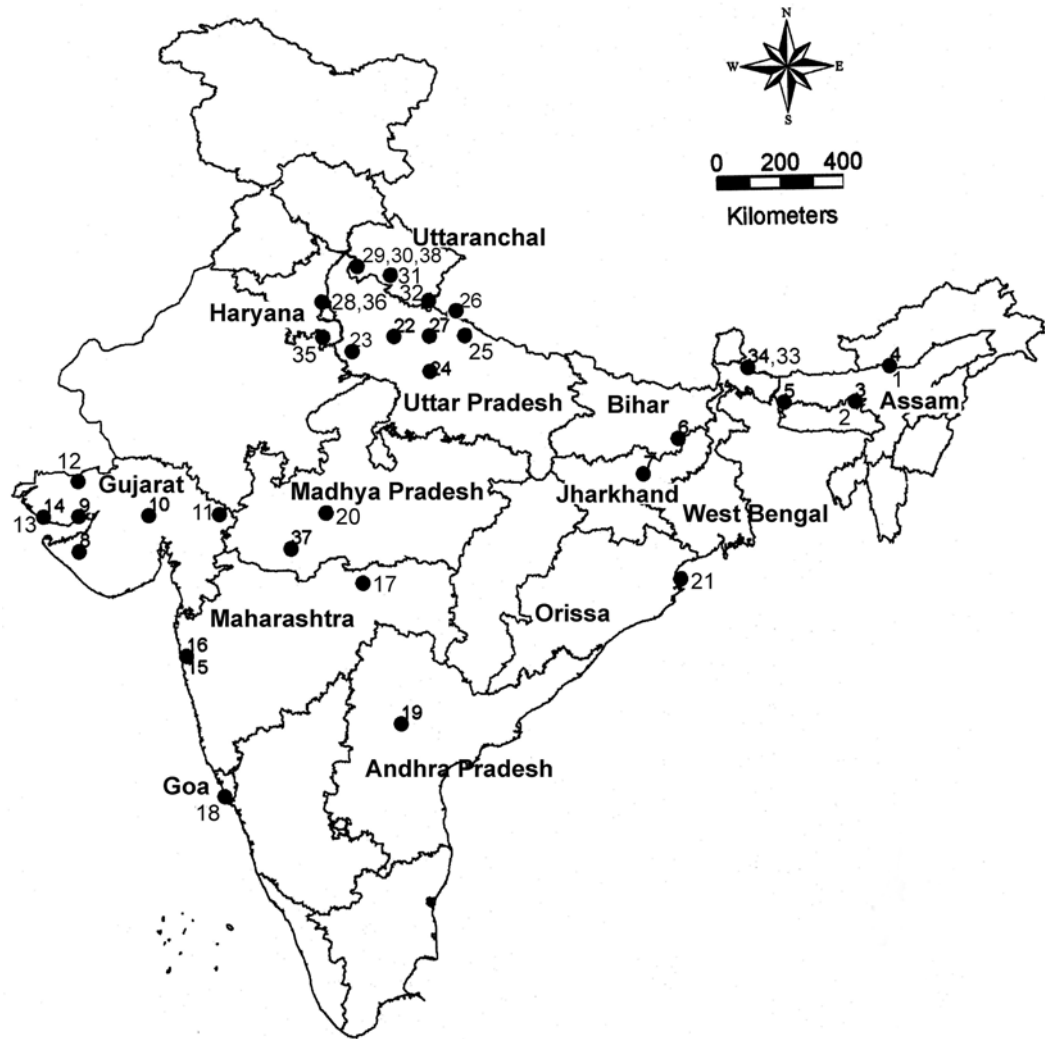 N
W E
S
0 200 400
Kilometers
Uttaranchal
29,30,38
31
32
28,36
26
Haryana
22 27
35 23 25
24
34,33
4
1
5
3
2
Assam
Uttar Pradesh
Bihar
6
7
12
Gujarat
Madhya Pradesh
Jharkhand
West Bengal
14 9 10 11
13
20
8
37
17
21
Maharashtra
Orissa
16
15
19
Andhra Pradesh
Goa
18